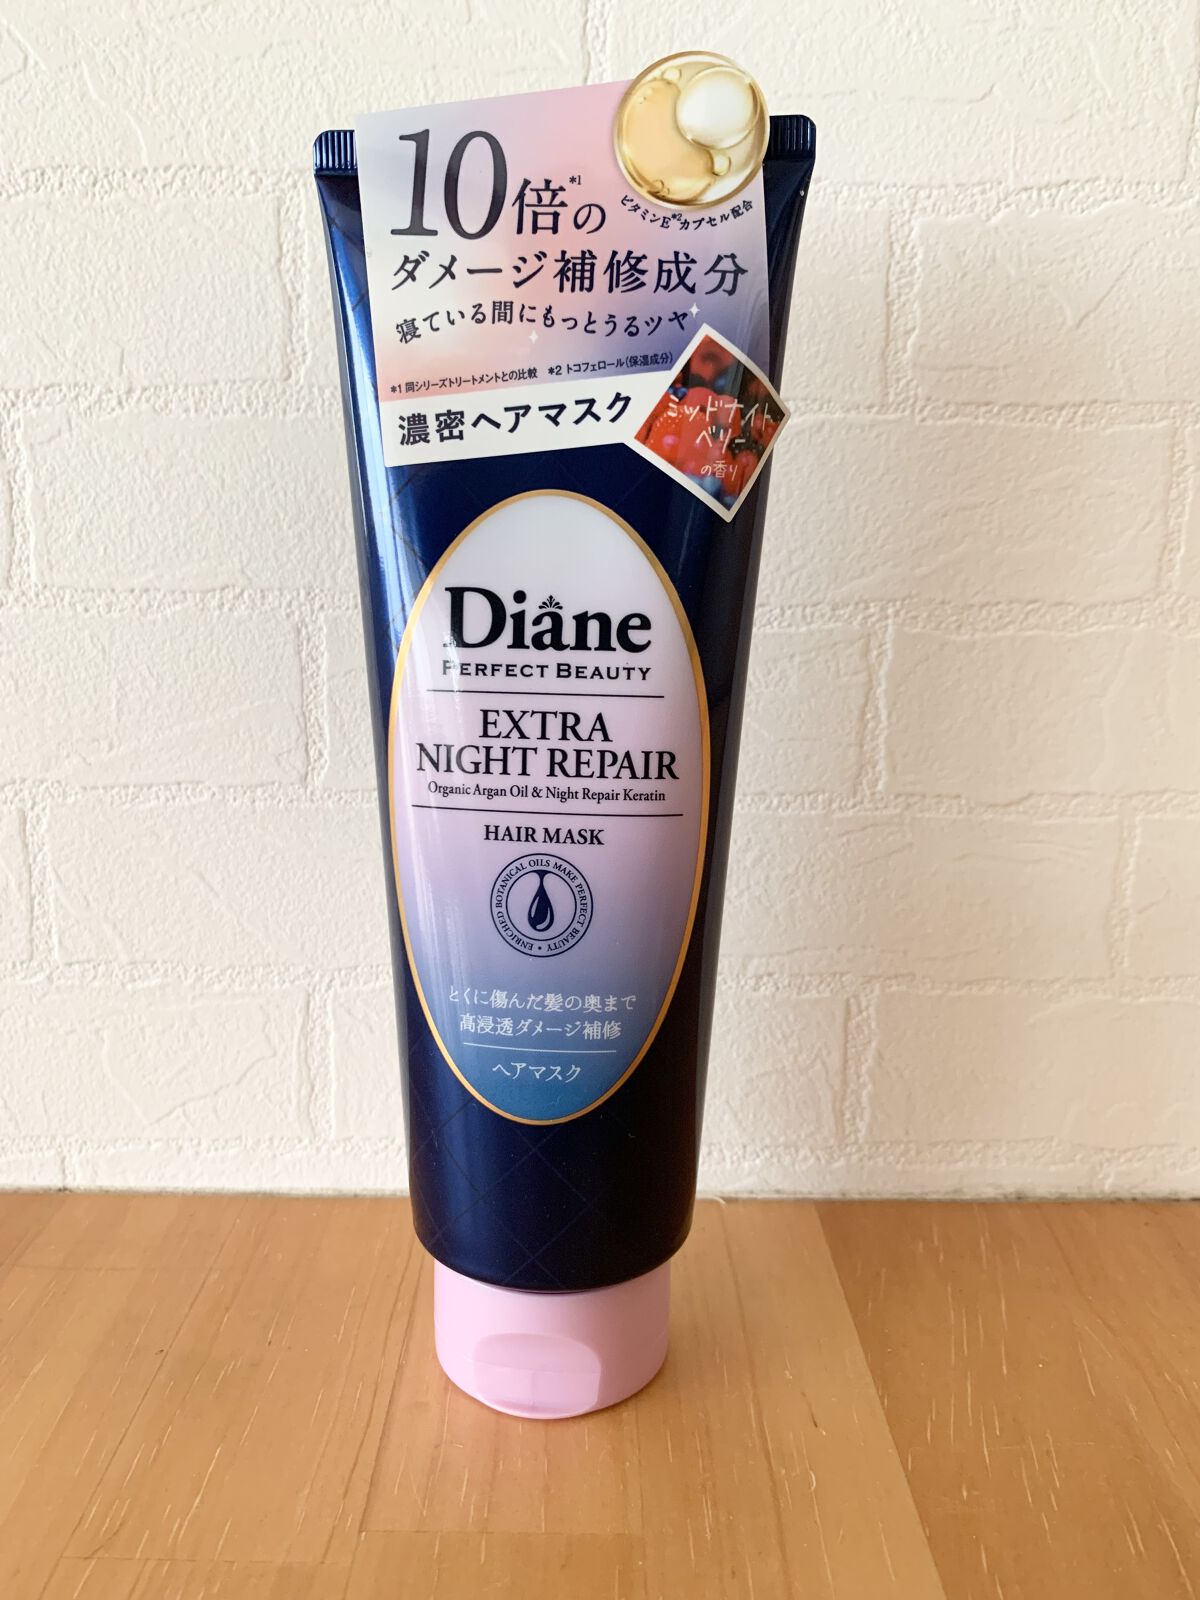 10倍*1の
ダメージ補修成分
寝ている間にもっとうるツヤ
*1 同シリーズトリートメントとの比較 *2 トコフェロール(保湿成分)
濃密ヘアマスク
ビタミンE*2カプセル配合
ミッドナイト
ベリー
の香り
Diane
PERFECT BEAUTY
EXTRA
NIGHT REPAIR
Organic Argan Oil & Night Repair Keratin
HAIR MASK
ENRICHED BOTANICAL OILS MAKE PERFECT BEAUTY •
とくに傷んだ髪の奥まで
高浸透ダメージ補修
ヘアマスク